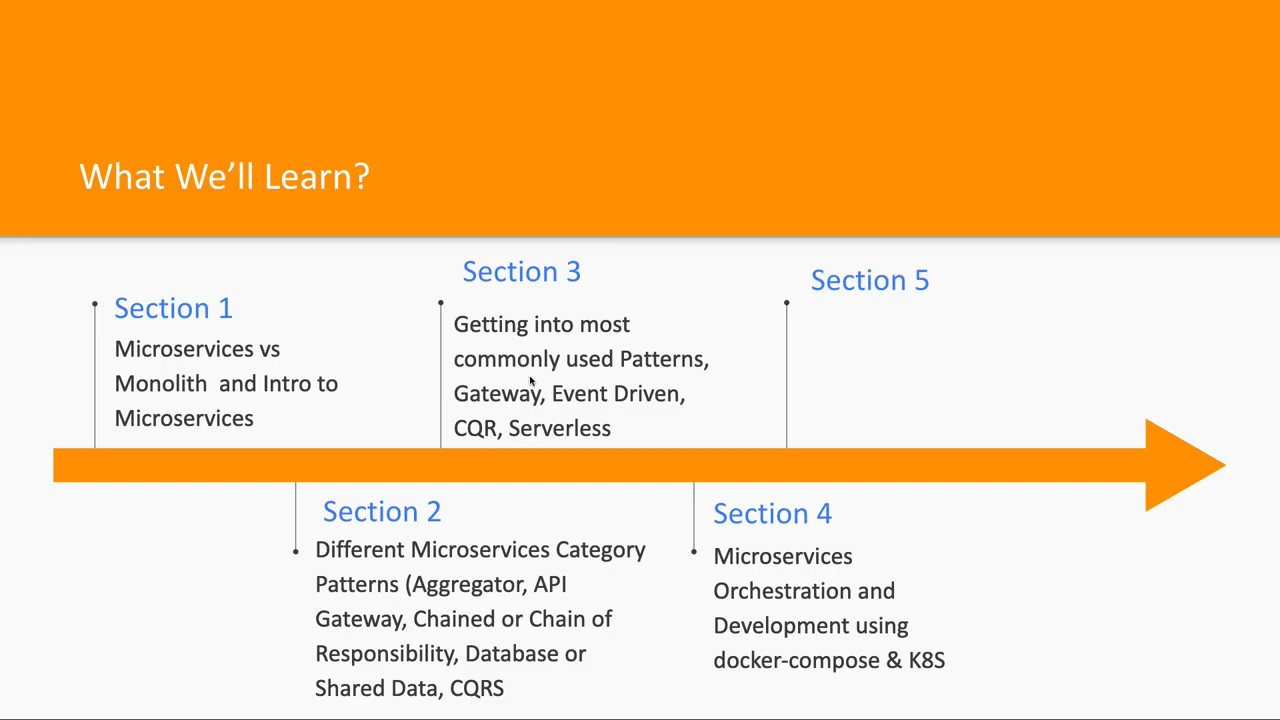 What We’ll Learn?
Section 1
Microservices vs
Monolith  and Intro to
Microservices
Section 2
Different Microservices Category
Patterns (Aggregator, API
Gateway, Chained or Chain of
Responsibility, Database or
Shared Data, CQRS
Section 3
Getting into most
commonly used Patterns,
Gateway, Event Driven,
CQR, Serverless
Section 4
Microservices
Orchestration and
Development using
docker-compose & K8S
Section 5